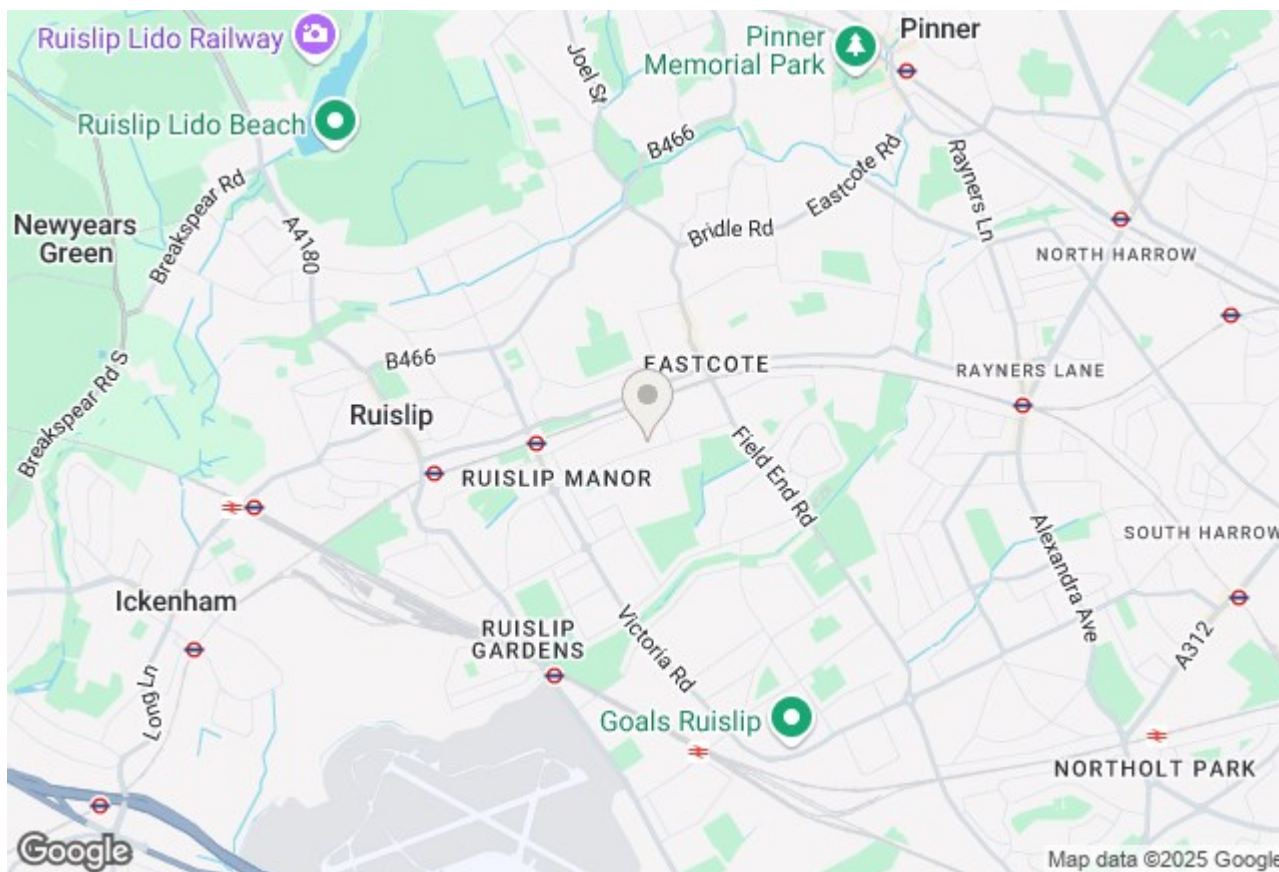 Ruislip Lido Railway
Joel St
Pinner
Memorial Park
Pinner
Ruislip Lido Beach
B466
Eastcote Rd
Rayners Ln
Newyears
Green
Breakspear Rd
A4180
Bridle Rd
NORTH HARROW
B466
EASTCOTE
RAYNERS LANE
Breakspear Rd S
Ruislip
Field End Rd
RUISLIP MANOR
Alexandra Ave
SOUTH HARROW
Ickenham
RUISLIP
GARDENS
Victoria Rd
A312
Long Ln
Goals Ruislip
NORTHOLT PARK
Google
Map data ©2025 Google